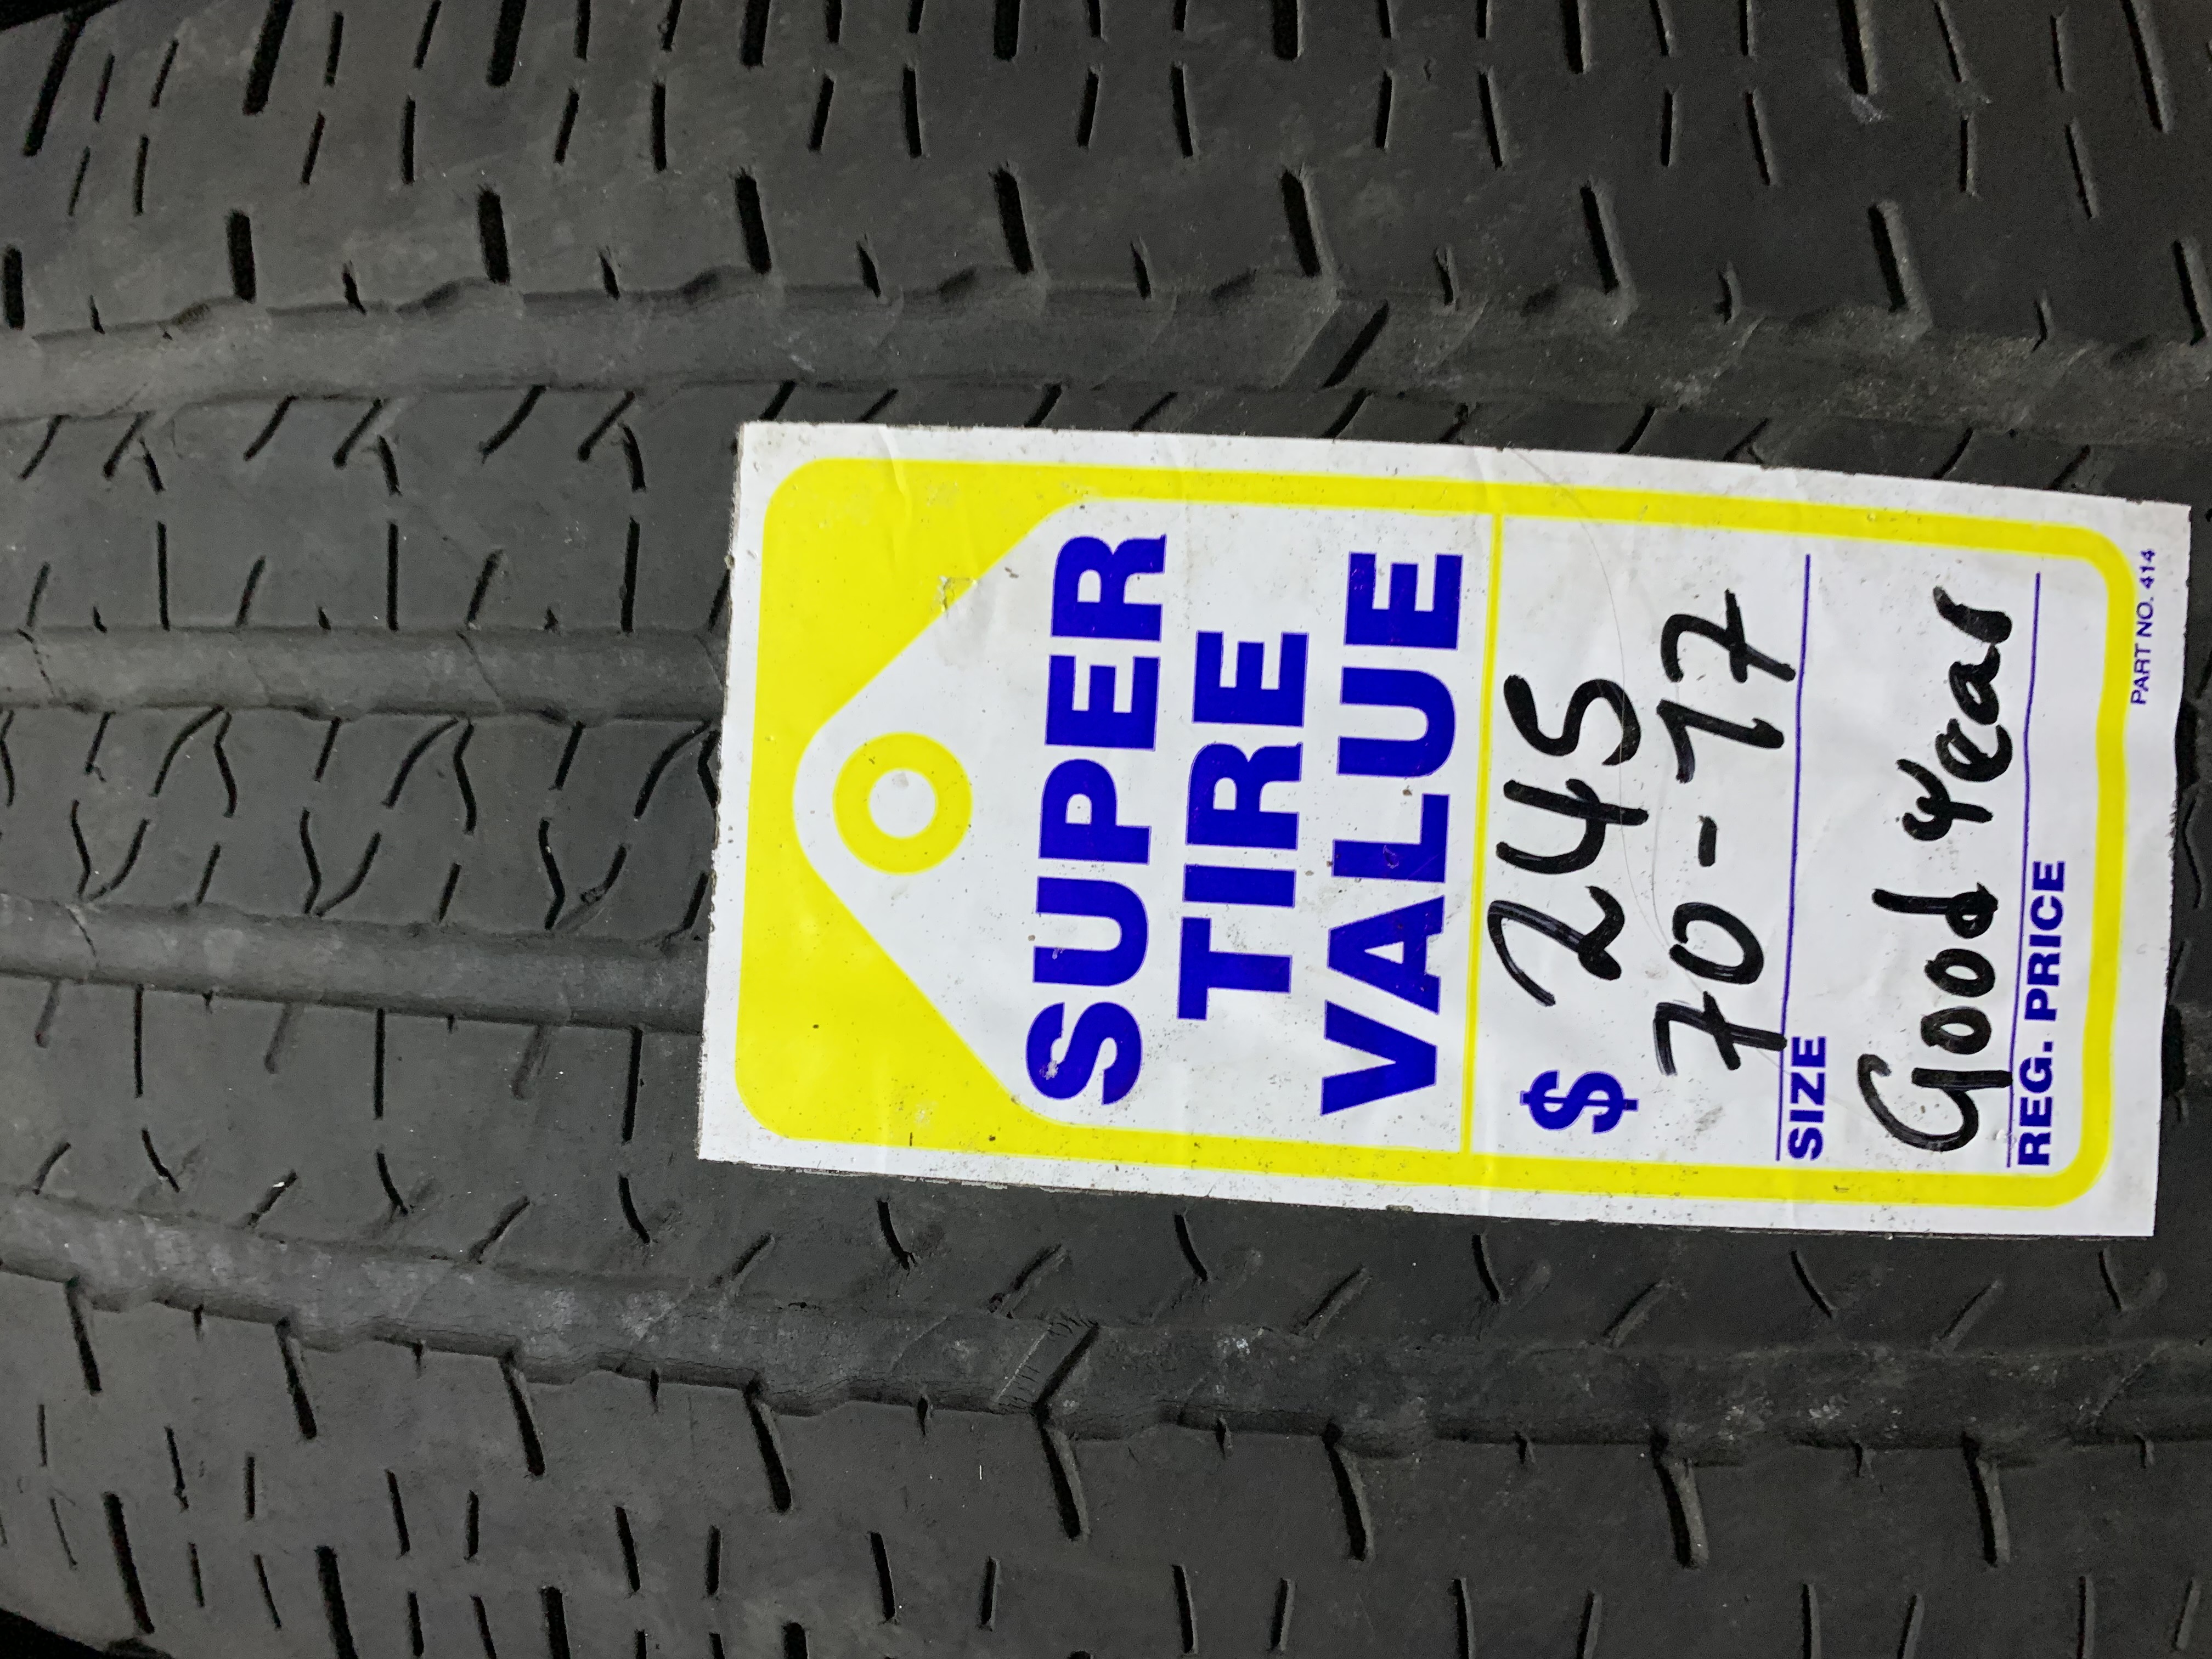 SUPER
TIRE
VALUE
$ 245
70-17
SIZE
Good Year
REG. PRICE
PART NO. 414